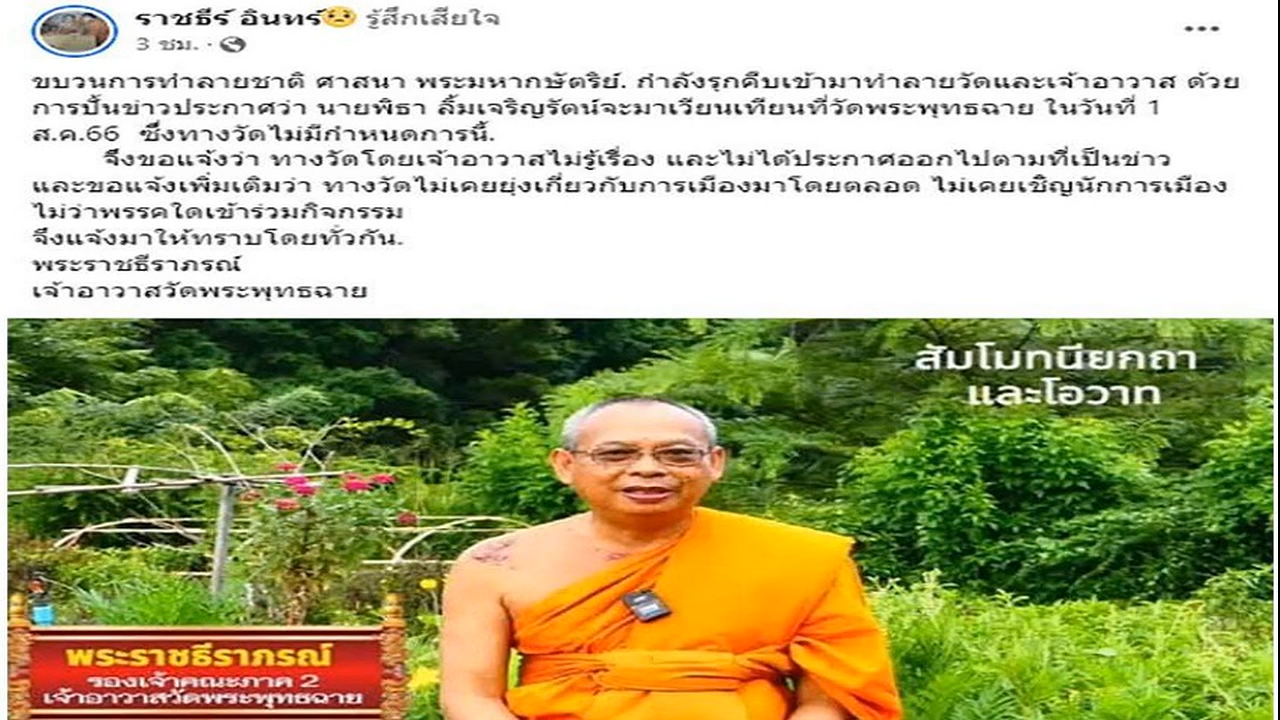 ราชธีร์ อินทร์ รู้สึกเสียใจ
3 ชม. ·
ขบวนการทำลายชาติ ศาสนา พระมหากษัตริย์. กำลังรุกคืบเข้ามาทำลายวัดและเจ้าอาวาส ด้วย
การปั้นข่าวประกาศว่า นายพิธา ลิ้มเจริญรัตน์จะมาเวียนเทียนที่วัดพระพุทธฉาย ในวันที่ 1
ส.ค.66 ซึ่งทางวัดไม่มีกำหนดการนี้.
จึงขอแจ้งว่า ทางวัดโดยเจ้าอาวาสไม่รู้เรื่อง และไม่ได้ประกาศออกไปตามที่เป็นข่าว
และขอแจ้งเพิ่มเติมว่า ทางวัดไม่เคยยุ่งเกี่ยวกับการเมืองมาโดยตลอด ไม่เคยเชิญนักการเมือง
ไม่ว่าพรรคใดเข้าร่วมกิจกรรม
จึงแจ้งมาให้ทราบโดยทั่วกัน.
พระราชธีราภรณ์
เจ้าอาวาสวัดพระพุทธฉาย
สัมโมทนียกถา
และโอวาท
พระราชธีราภรณ์
รองเจ้าคณะภาค 2
เจ้าอาวาสวัดพระพุทธฉาย